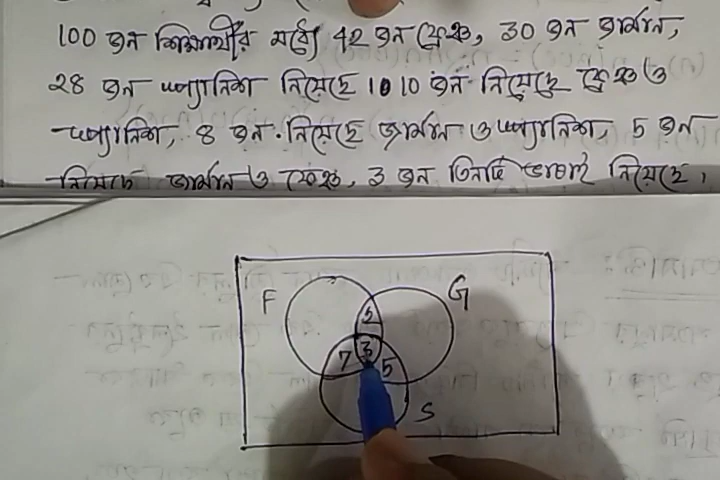 100 জন শিক্ষার্থীর মধ্যে 42 জন ফ্রেঞ্চ, 30 জন জার্মান,
28 জন স্প্যানিশ নিয়েছে। 10 জন নিয়েছে ফ্রেঞ্চ ও
স্প্যানিশ, 8 জন নিয়েছে জার্মান ও স্প্যানিশ, 5 জন
নিয়েছে জার্মান ও ফ্রেঞ্চ, 3 জন তিনটি ভাষাই নিয়েছে।
F
G
2
7 3 5
S